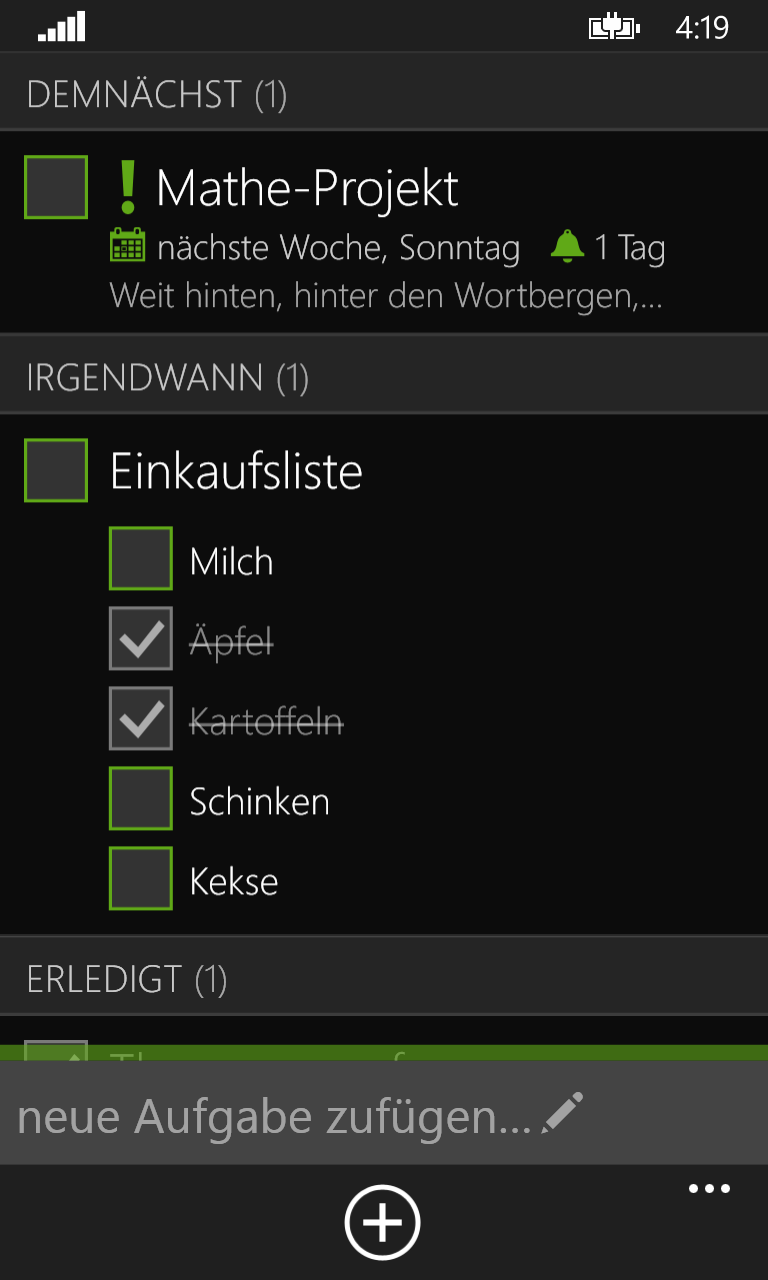 4:19
DEMNÄCHST (1)
Mathe-Projekt
nächste Woche, Sonntag 1 Tag
Weit hinten, hinter den Wortbergen,...
IRGENDWANN (1)
Einkaufsliste
Milch
Äpfel
Kartoffeln
Schinken
Kekse
ERLEDIGT (1)
neue Aufgabe zufügen...